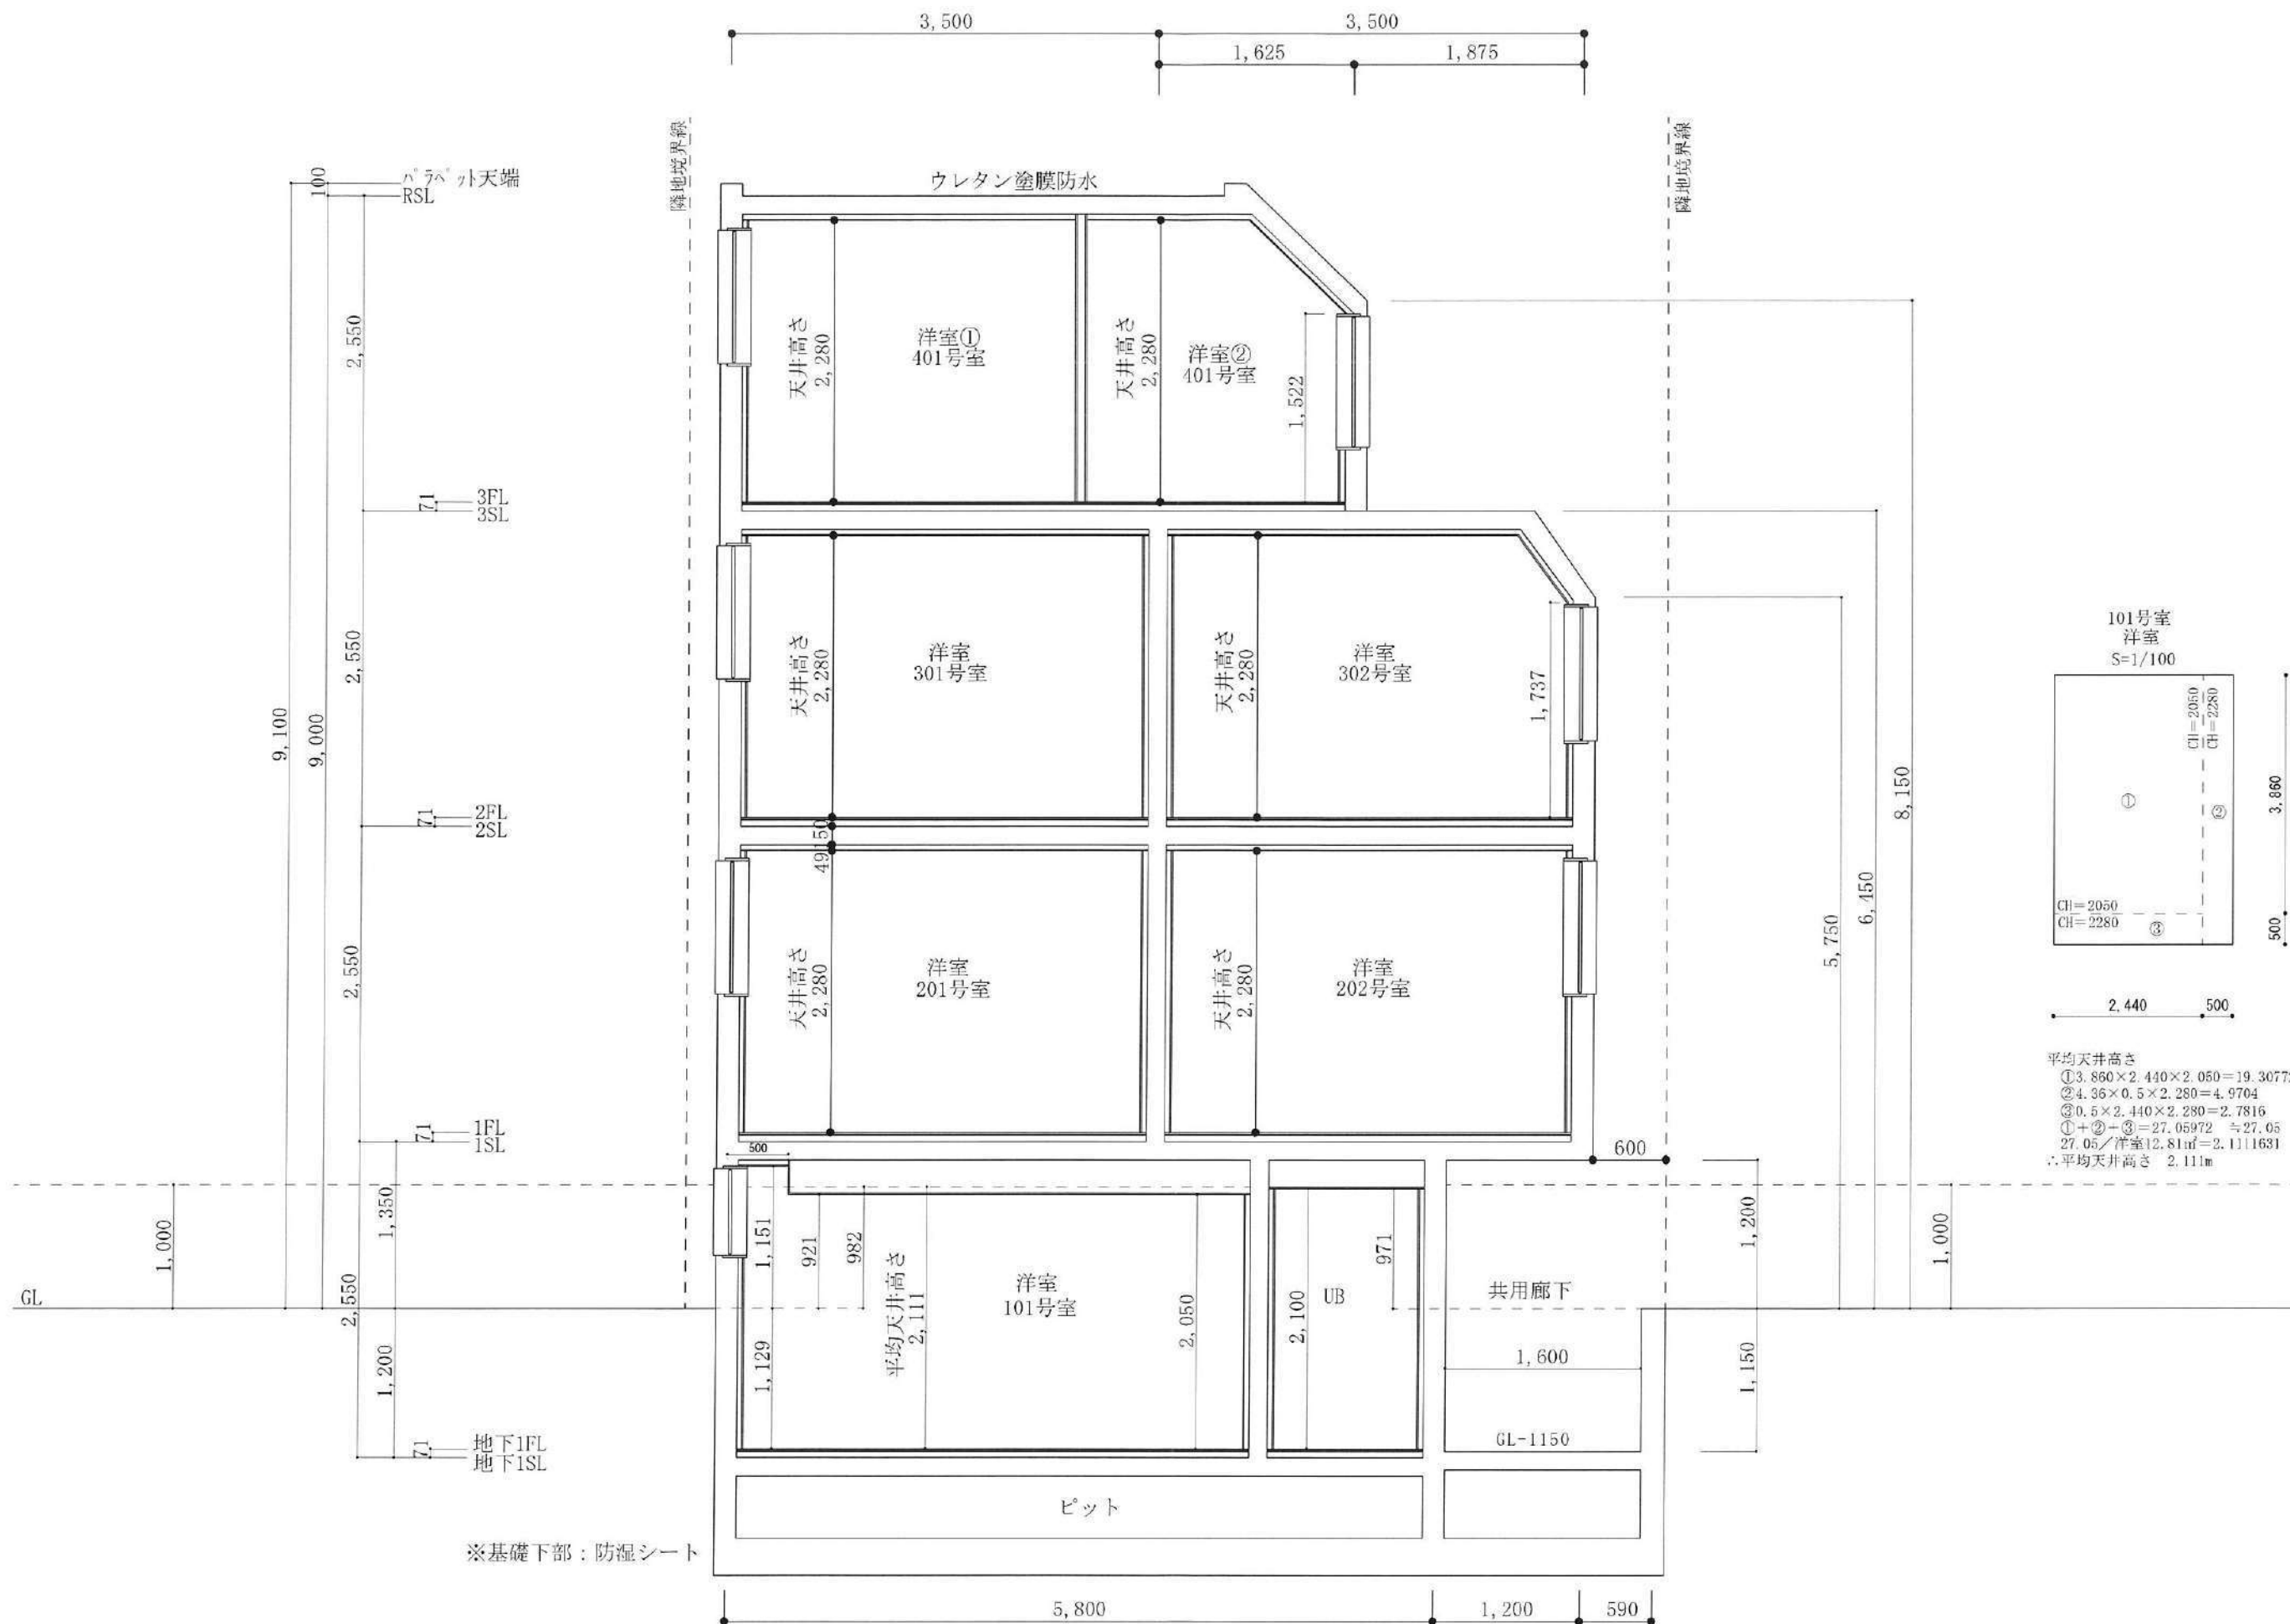 3,500
3,500
1,625
1,875
隣地境界線
隣地境界線
100
パラペット天端
RSL
ウレタン塗膜防水
2,550
天井高さ
2,280
洋室①
401号室
天井高さ
2,280
洋室②
401号室
1,522
71
3FL
3SL
2,550
天井高さ
2,280
洋室
301号室
天井高さ
2,280
洋室
302号室
1,737
9,100
9,000
71
2FL
2SL
150
49
2,550
天井高さ
2,280
洋室
201号室
天井高さ
2,280
洋室
202号室
5,750
6,450
8,150
71
1FL
1SL
500
600
1,000
1,350
2,550
1,200
GL
1,151
1,129
921
982
平均天井高さ
2,111
洋室
101号室
2,050
2,100
UB
971
共用廊下
1,600
GL-1150
1,200
1,150
1,000
71
地下1FL
地下1SL
ピット
※基礎下部：防湿シート
5,800
1,200
590
101号室
洋室
S=1/100
CH=2050
CH=2280
①
②
③
CH=2050
CH=2280
3,860
500
2,440
500
平均天井高さ
①3.860×2.440×2.050=19.30772
②4.36×0.5×2.280=4.9704
③0.5×2.440×2.280=2.7816
①+②+③=27.05972 ≒27.05
27.05／洋室12.81㎡=2.1111631
∴平均天井高さ 2.111m